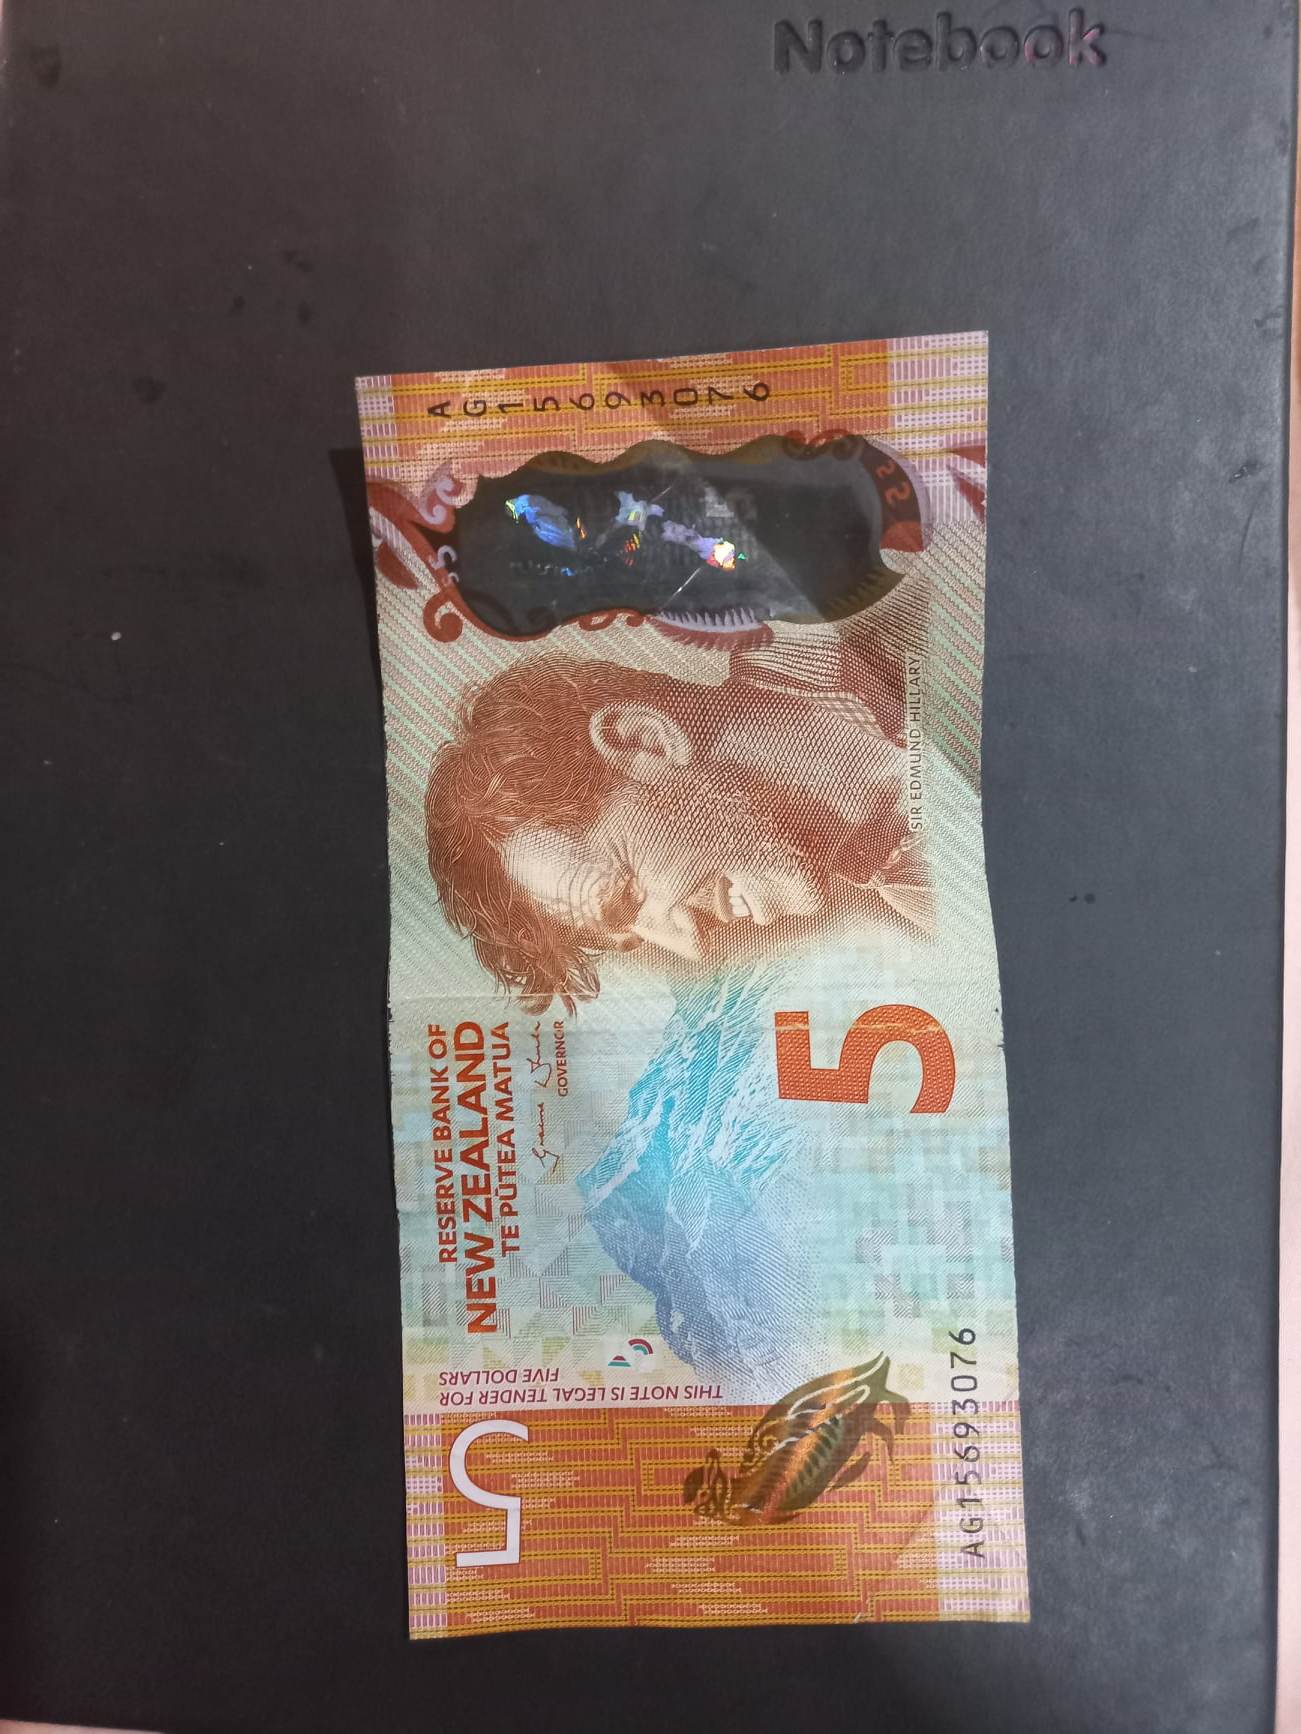 Notebook
AG15693076
RESERVE BANK OF
NEW ZEALAND
TE PŪTEA MATUA
GOVERNOR
SIR EDMUND HILLARY
5
THIS NOTE IS LEGAL TENDER FOR
FIVE DOLLARS
5
AG15693076